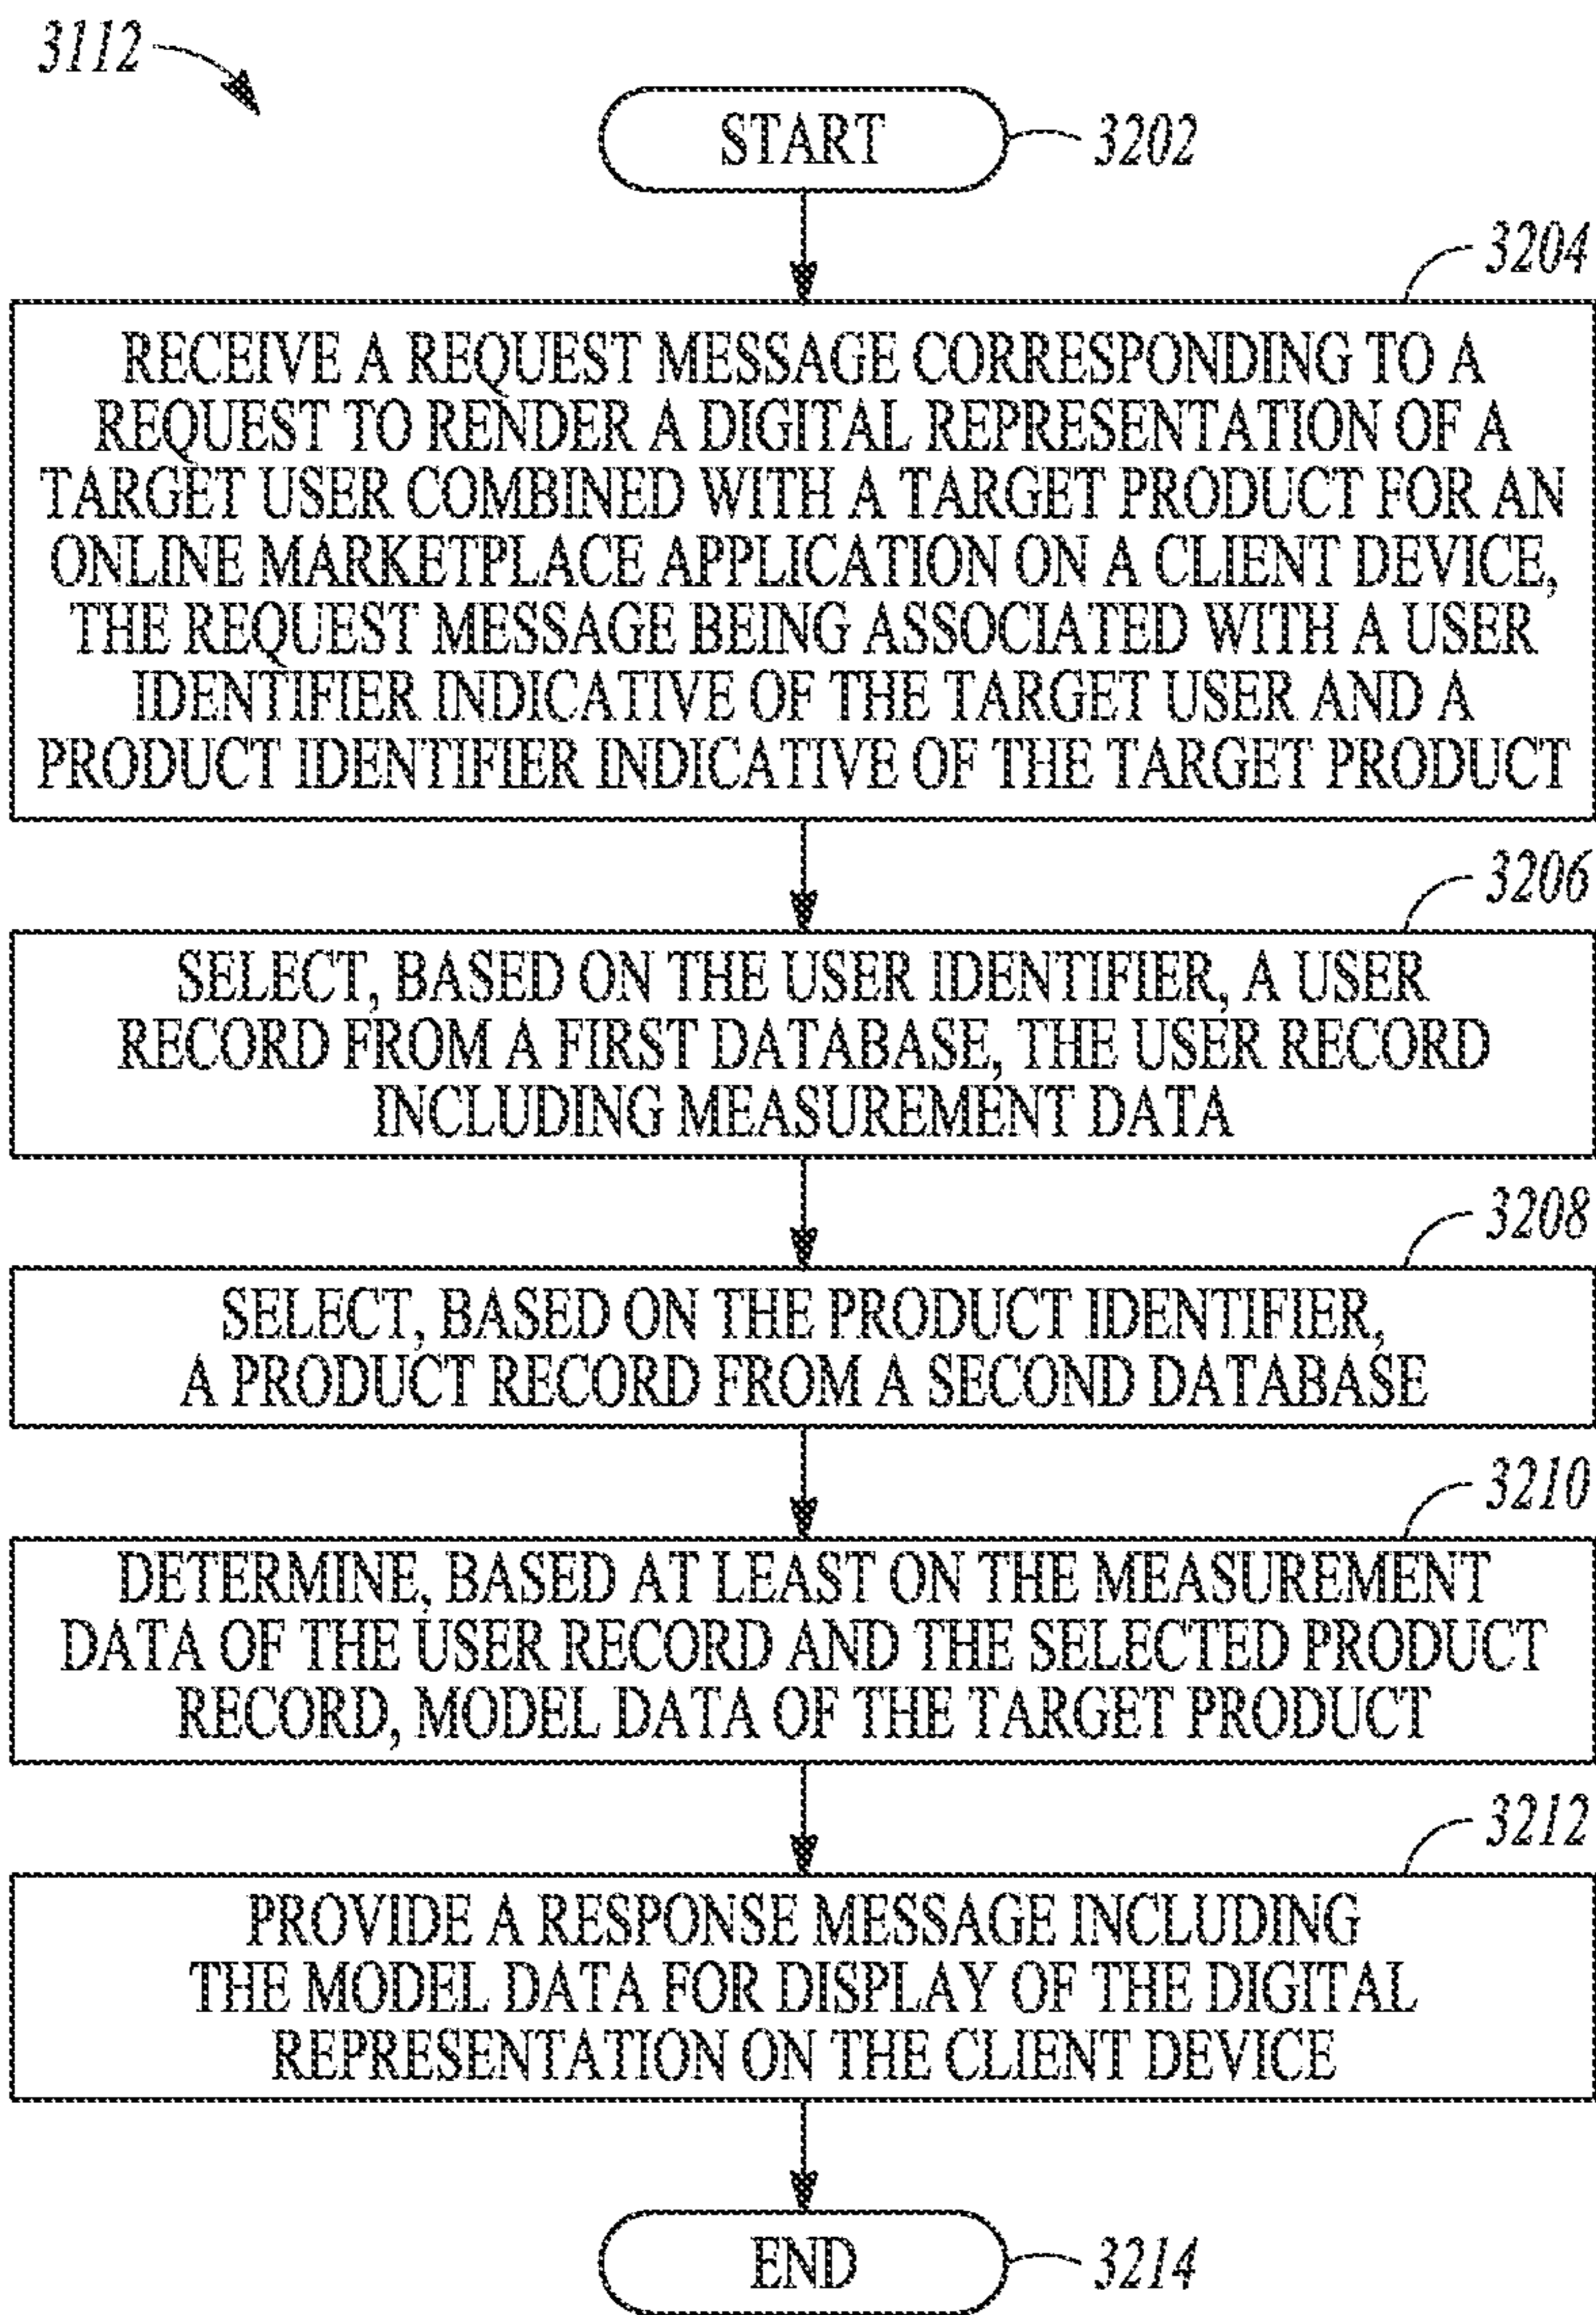 3112
START
3202
3204
RECEIVE A REQUEST MESSAGE CORRESPONDING TO A
REQUEST TO RENDER A DIGITAL REPRESENTATION OF A
TARGET USER COMBINED WITH A TARGET PRODUCT FOR AN
ONLINE MARKETPLACE APPLICATION ON A CLIENT DEVICE,
THE REQUEST MESSAGE BEING ASSOCIATED WITH A USER
IDENTIFIER INDICATIVE OF THE TARGET USER AND A
PRODUCT IDENTIFIER INDICATIVE OF THE TARGET PRODUCT
3206
SELECT, BASED ON THE USER IDENTIFIER, A USER
RECORD FROM A FIRST DATABASE, THE USER RECORD
INCLUDING MEASUREMENT DATA
3208
SELECT, BASED ON THE PRODUCT IDENTIFIER,
A PRODUCT RECORD FROM A SECOND DATABASE
3210
DETERMINE, BASED AT LEAST ON THE MEASUREMENT
DATA OF THE USER RECORD AND THE SELECTED PRODUCT
RECORD, MODEL DATA OF THE TARGET PRODUCT
3212
PROVIDE A RESPONSE MESSAGE INCLUDING
THE MODEL DATA FOR DISPLAY OF THE DIGITAL
REPRESENTATION ON THE CLIENT DEVICE
END
3214